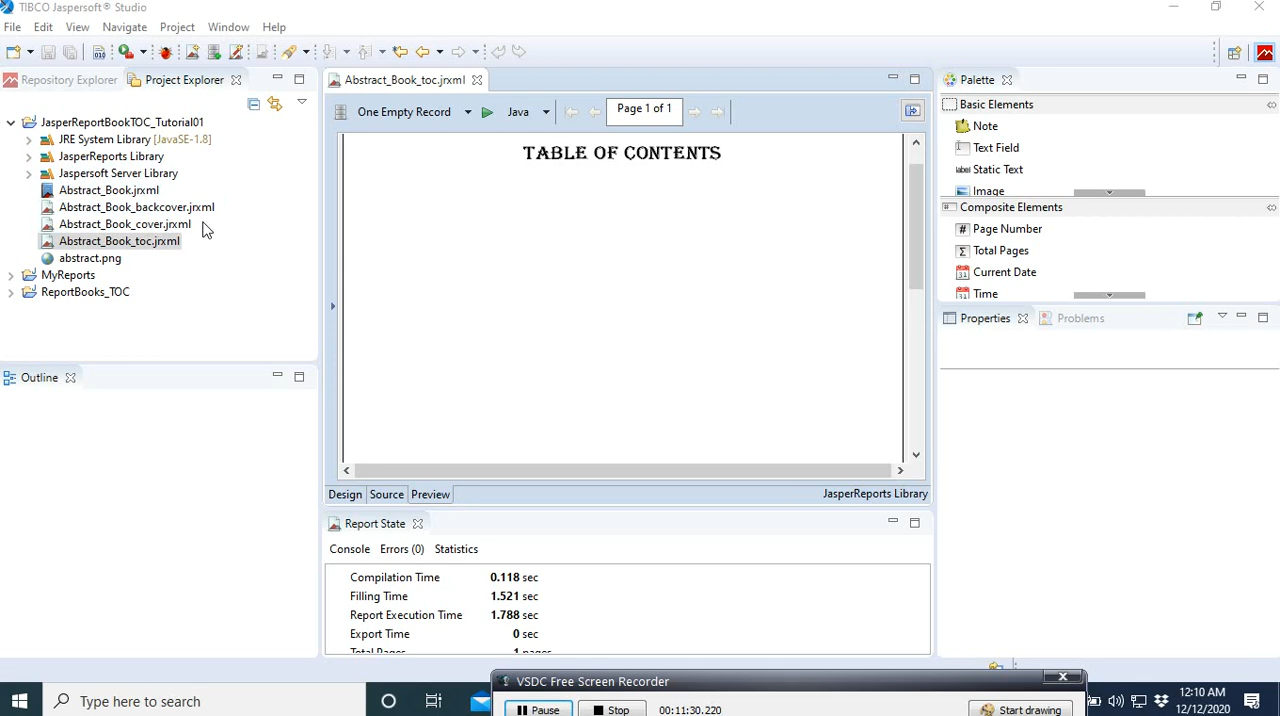 TIBCO Jaspersoft® Studio
File Edit View Navigate Project Window Help
Repository Explorer Project Explorer
JasperReportBookTOC_Tutorial01
JRE System Library [JavaSE-1.8]
JasperReports Library
Jaspersoft Server Library
Abstract_Book.jrxml
Abstract_Book_backcover.jrxml
Abstract_Book_cover.jrxml
Abstract_Book_toc.jrxml
abstract.png
MyReports
ReportBooks_TOC
Outline
Abstract_Book_toc.jrxml
One Empty Record Java Page 1 of 1
TABLE OF CONTENTS
Design Source Preview JasperReports Library
Report State
Console Errors (0) Statistics
Compilation Time 0.118 sec
Filling Time 1.521 sec
Report Execution Time 1.788 sec
Export Time 0 sec
Total Pages 1 pages
Palette
Basic Elements
Note
Text Field
label Static Text
Image
Composite Elements
# Page Number
Σ Total Pages
Current Date
Time
Properties Problems
VSDC Free Screen Recorder
Pause Stop 00:11:30.220 Start drawing
Type here to search
12:10 AM
12/12/2020